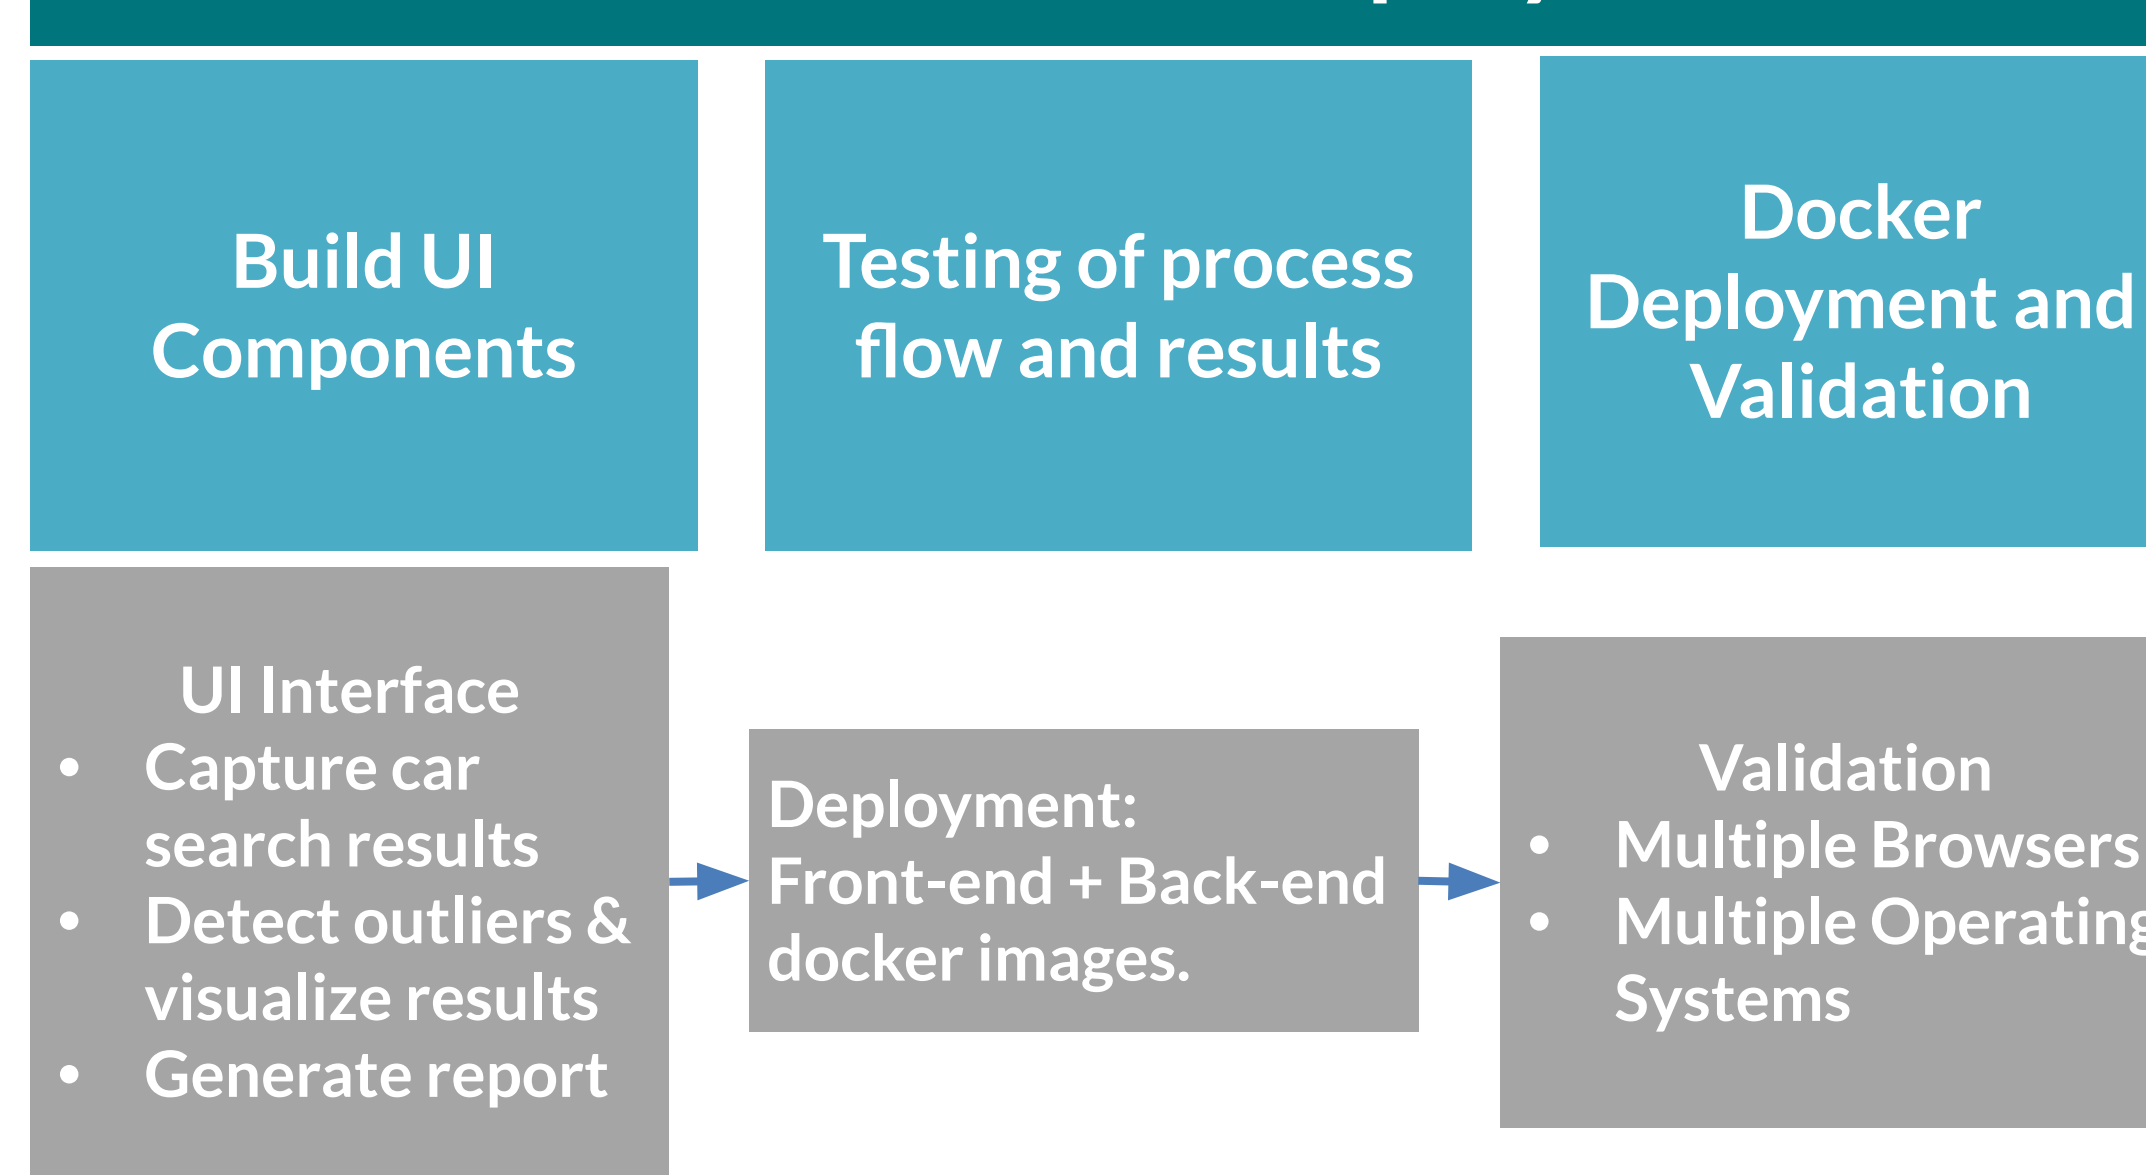 Build UI
Components
Testing of process
flow and results
Docker
Deployment and
Validation
UI Interface
• Capture car
search results
• Detect outliers &
visualize results
• Generate report
Deployment:
Front-end + Back-end
docker images.
Validation
• Multiple Browsers
• Multiple Operating
Systems